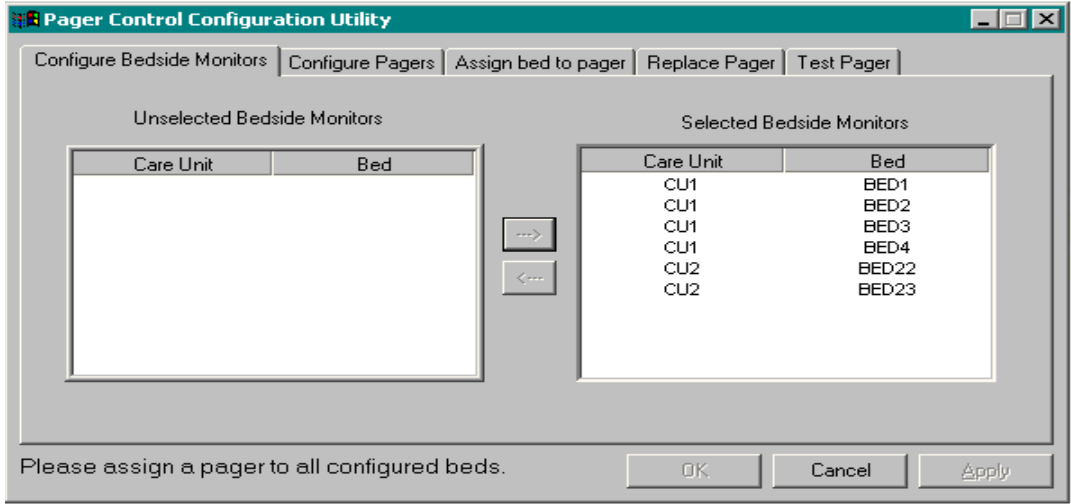 Pager Control Configuration Utility
Configure Bedside Monitors Configure Pagers Assign bed to pager Replace Pager Test Pager
Unselected Bedside Monitors Selected Bedside Monitors
Care Unit Bed Care Unit Bed
CU1 BED1
CU1 BED2
CU1 BED3
--->
CU1 BED4
<---
CU2 BED22
CU2 BED23
Please assign a pager to all configured beds. OK Cancel Apply